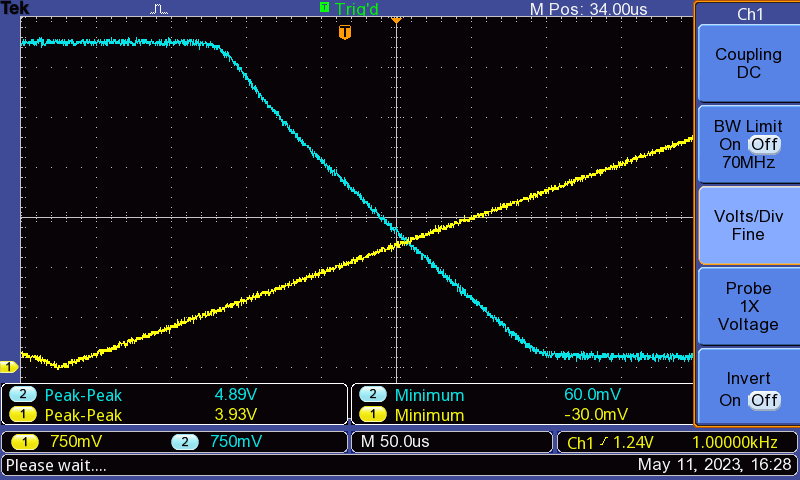 Tek Trig'd M Pos: 34.00us Ch1
T
Coupling
DC
BW Limit
On Off
70MHz
Volts/Div
Fine
Probe
1X
Voltage
Invert
On Off
1
2 Peak-Peak 4.89V 2 Minimum 60.0mV
1 Peak-Peak 3.93V 1 Minimum -30.0mV
1 750mV 2 750mV M 50.0us Ch1 1.24V 1.00000kHz
Please wait.... May 11, 2023, 16:28